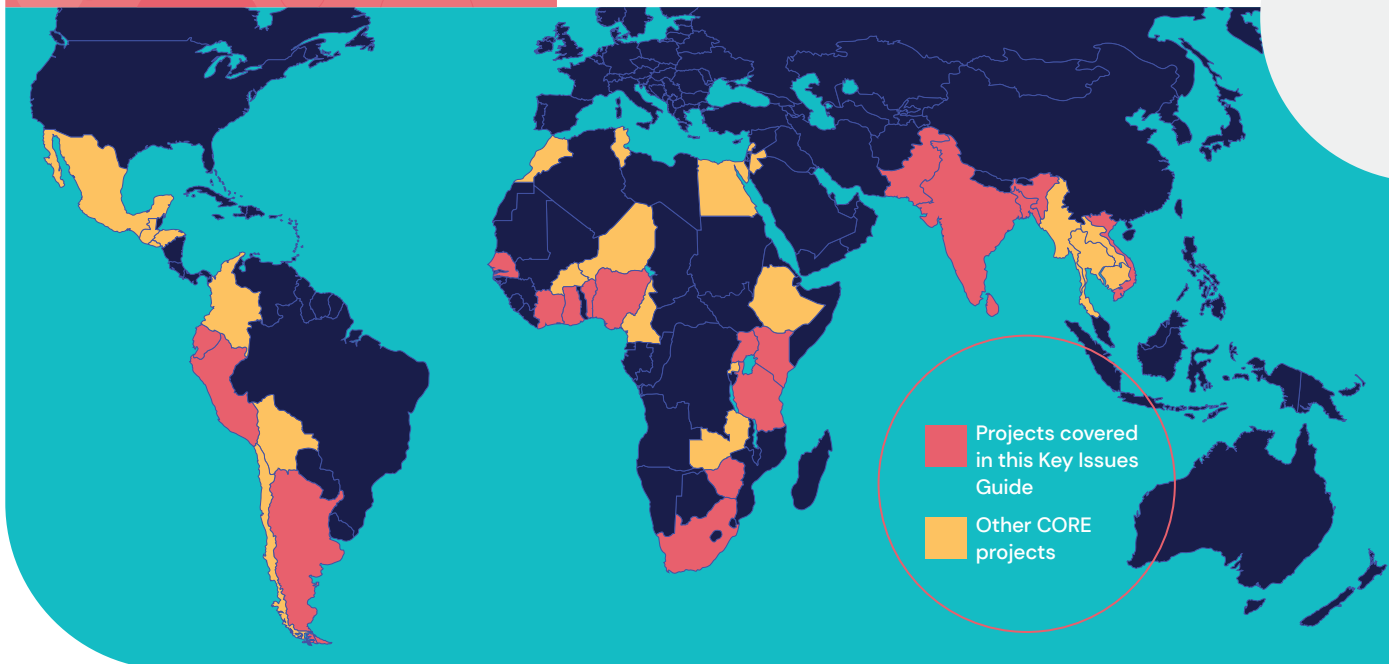 Projects covered
in this Key Issues
Guide
Other CORE
projects